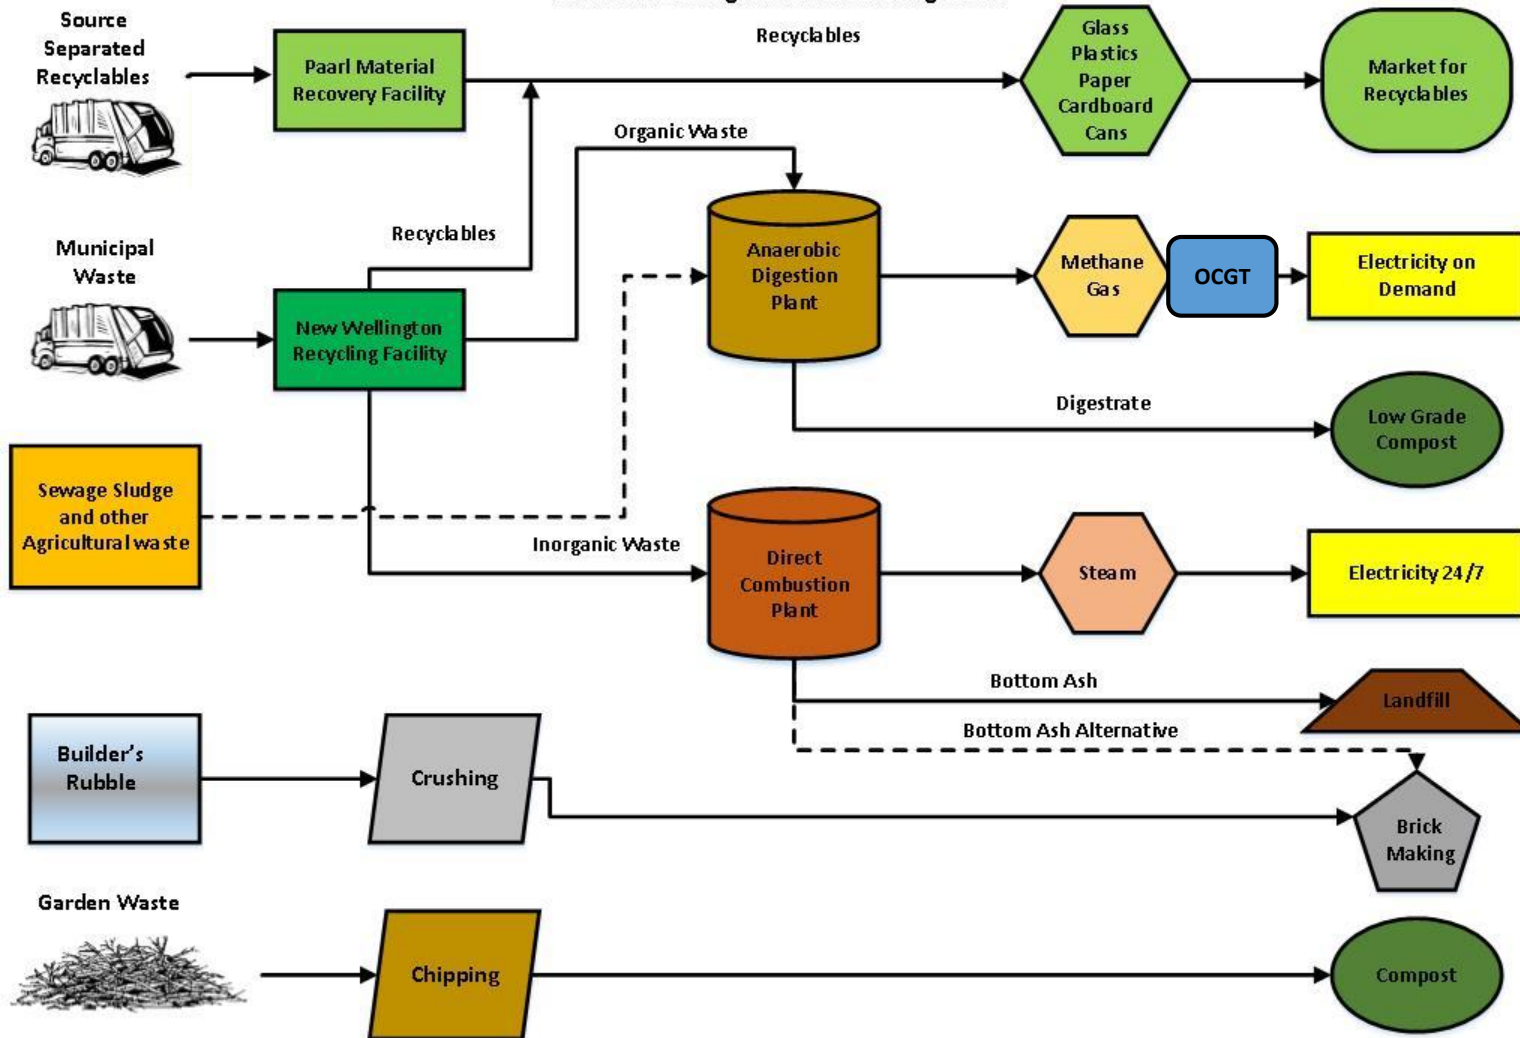 Source
Separated
Recyclables
Paarl Material
Recovery Facility
Recyclables
Glass
Plastics
Paper
Cardboard
Cans
Market for
Recyclables
Organic Waste
Recyclables
Municipal
Waste
New Wellington
Recycling Facility
Anaerobic
Digestion
Plant
Methane
Gas
OCGT
Electricity on
Demand
Digestrate
Low Grade
Compost
Sewage Sludge
and other
Agricultural waste
Inorganic Waste
Direct
Combustion
Plant
Steam
Electricity 24/7
Bottom Ash
Landfill
Bottom Ash Alternative
Builder's
Rubble
Crushing
Brick
Making
Garden Waste
Chipping
Compost